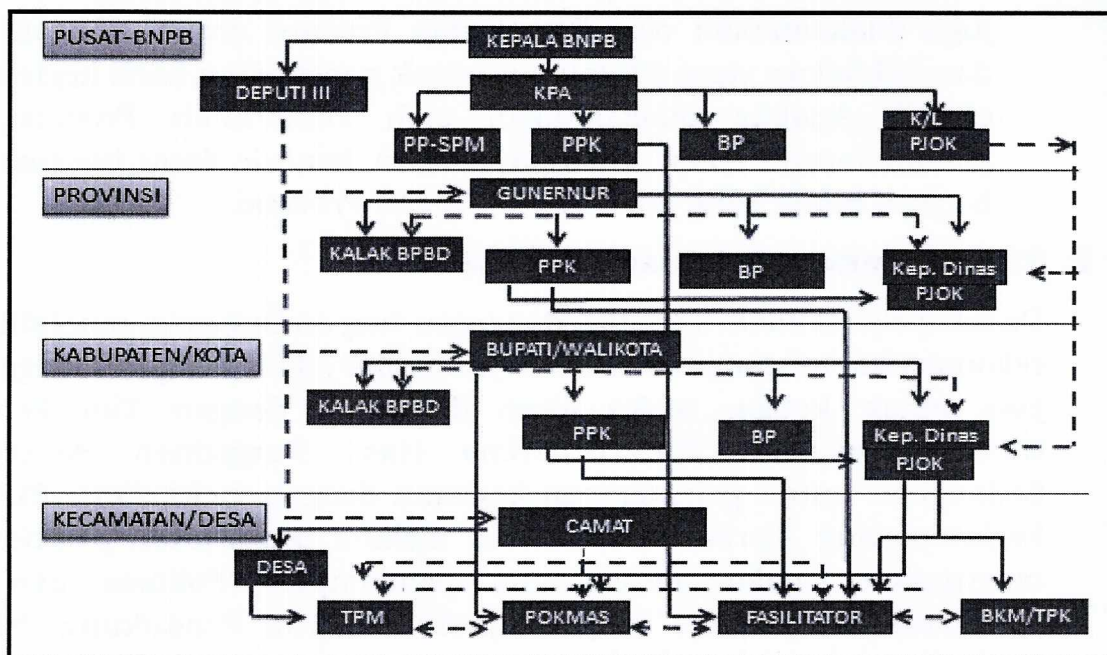 PUSAT-BNPB
KEPALA BNPB
DEPUTI III
KPA
PP-SPM
PPK
BP
K/L
PJOK
PROVINSI
GUNERNUR
KALAK BPBD
PPK
BP
Kep. Dinas
PJOK
KABUPATEN/KOTA
BUPATI/WALIKOTA
KALAK BPBD
PPK
BP
Kep. Dinas
PJOK
KECAMATAN/DESA
CAMAT
DESA
TPM
POKMAS
FASILITATOR
BKM/TPK